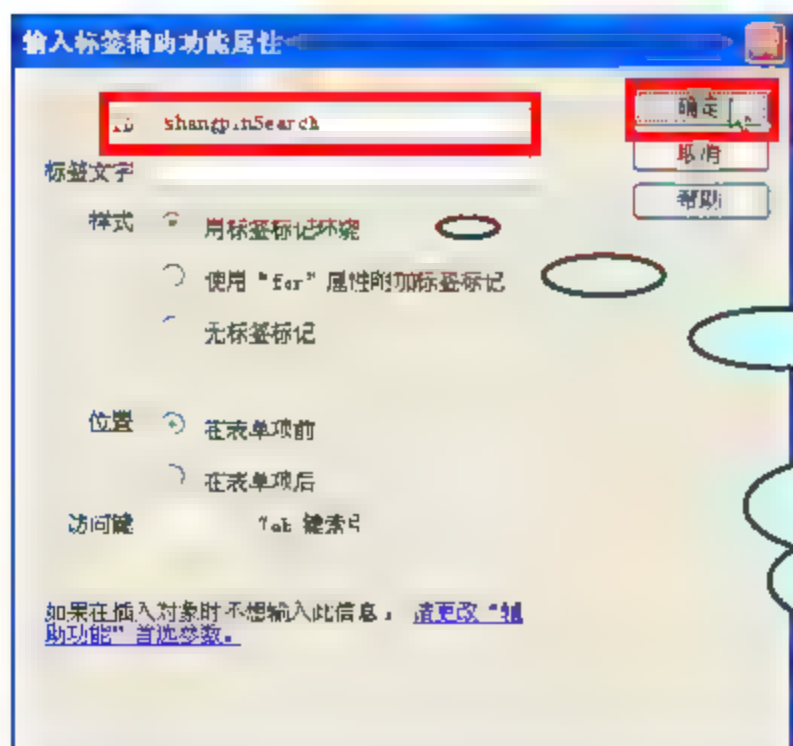 输入标签辅助功能属性
ID shangpinSearch
确定
标签文字
取消
帮助
样式 用标签标记环绕
使用“for”属性附加标签标记
无标签标记
位置 在表单项前
在表单项后
访问键 Tab 键索引
如果在插入对象时不想输入此信息，请更改“辅
助功能”首选参数。